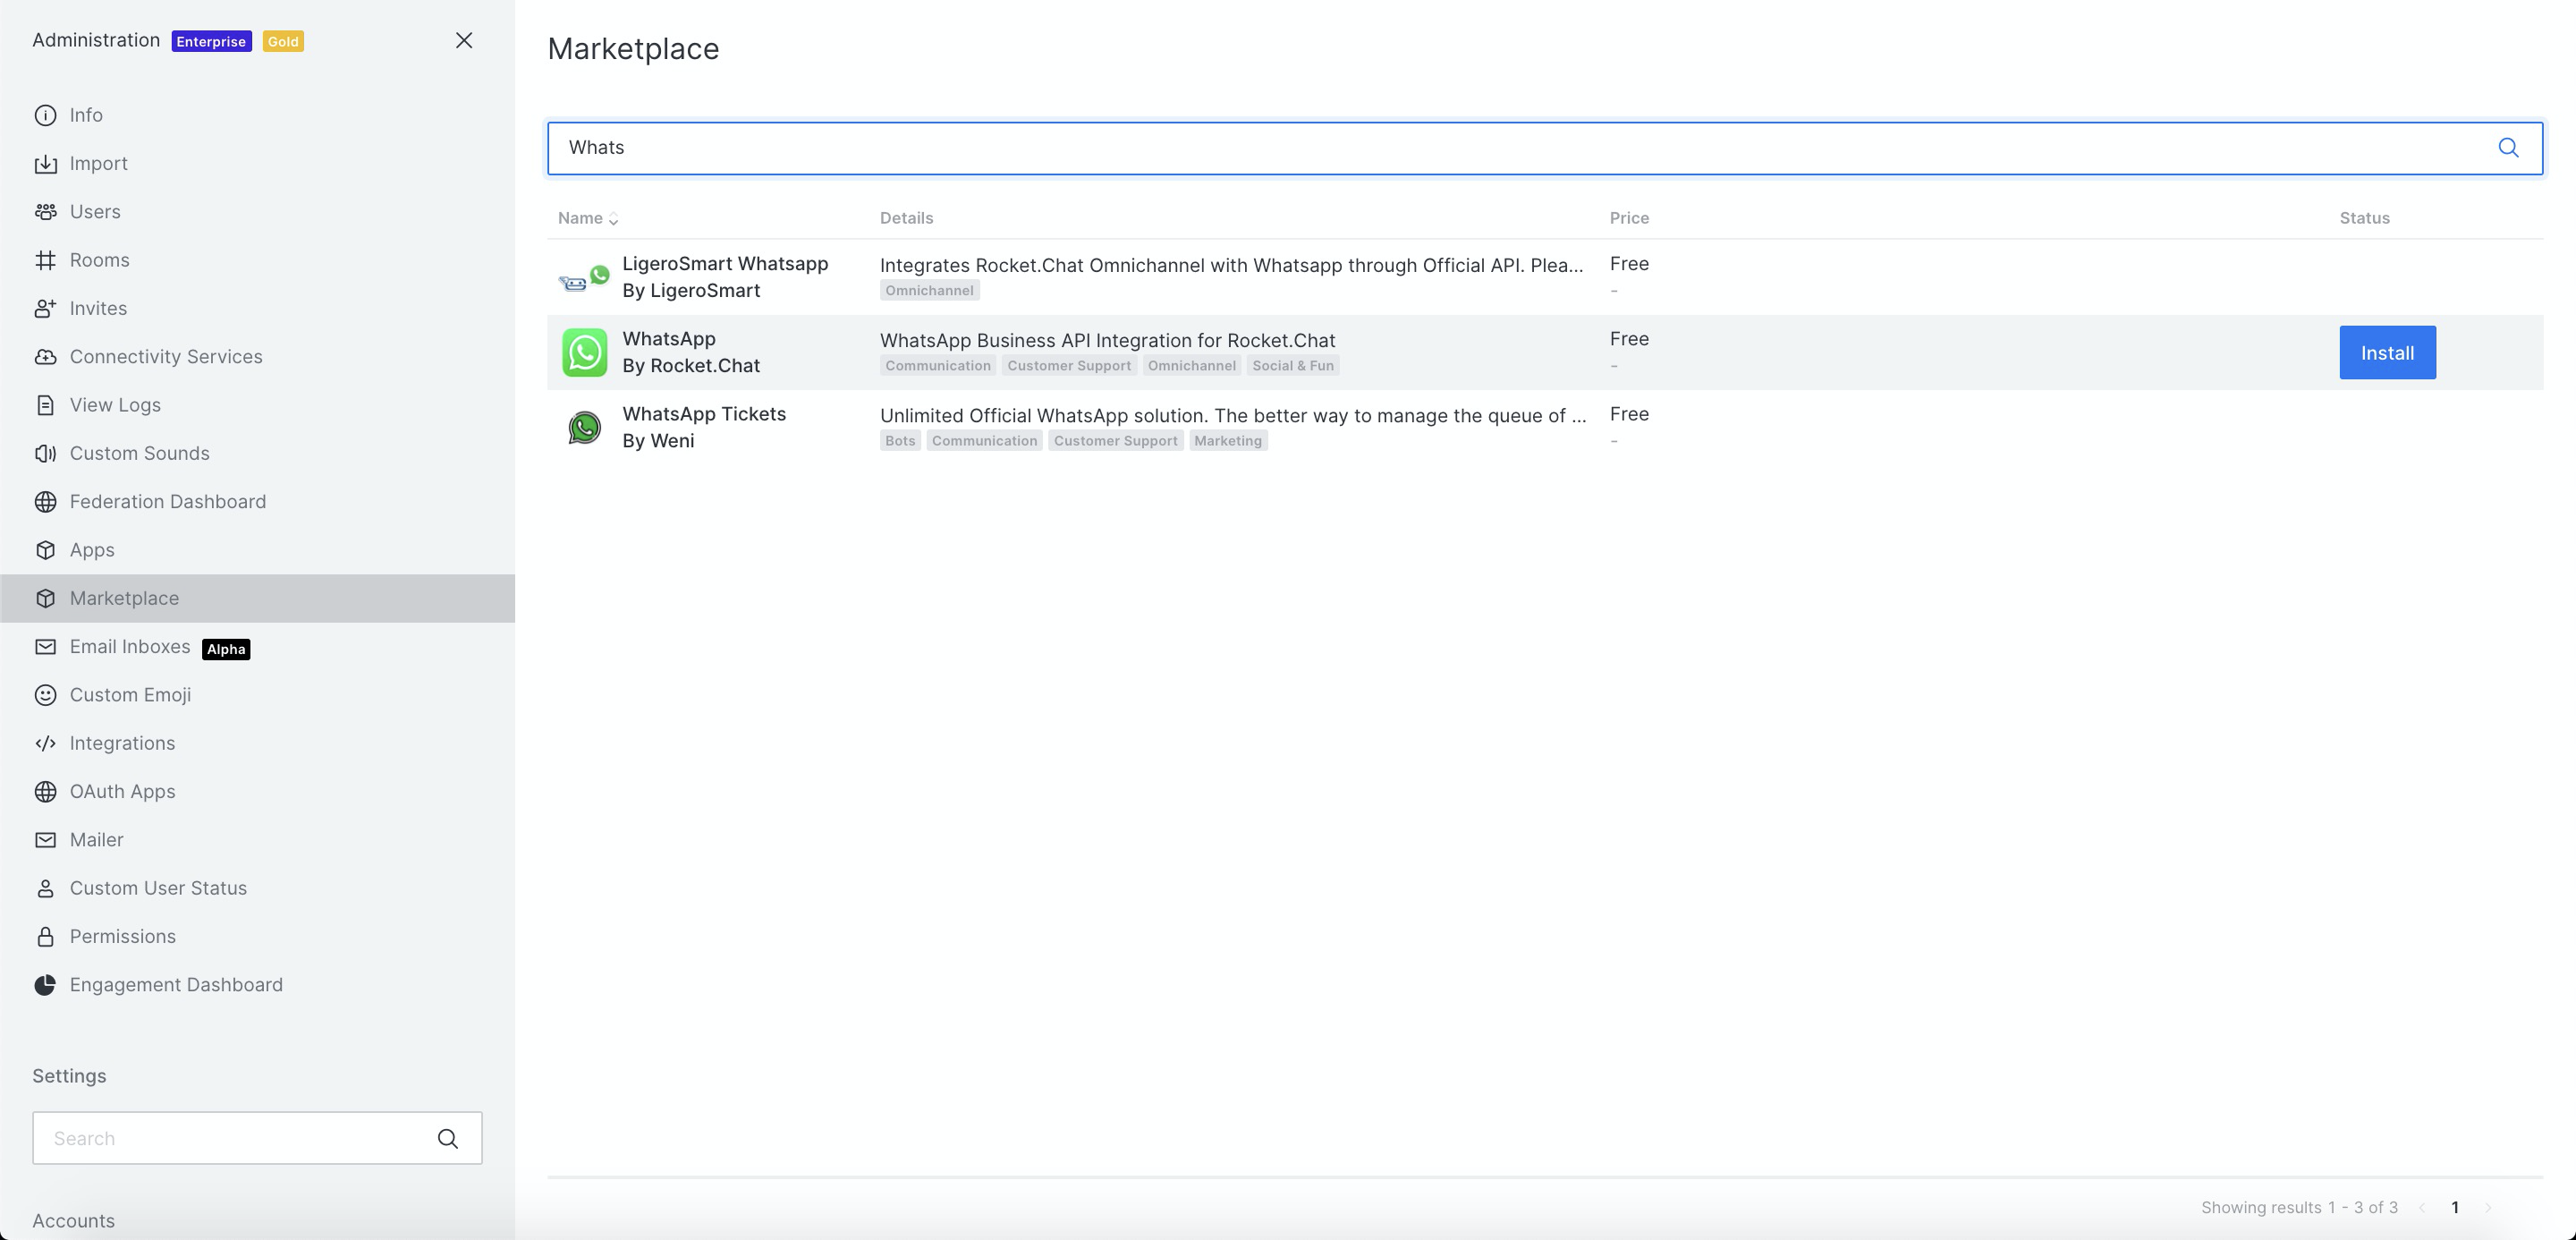 Administration Enterprise Gold
Info
Import
Users
Rooms
Invites
Connectivity Services
View Logs
Custom Sounds
Federation Dashboard
Apps
Marketplace
Email Inboxes Alpha
Custom Emoji
Integrations
OAuth Apps
Mailer
Custom User Status
Permissions
Engagement Dashboard
Settings
Search
Accounts
Marketplace
Whats
Name Details Price Status
LigeroSmart Whatsapp Integrates Rocket.Chat Omnichannel with Whatsapp through Official API. Plea... Free
By LigeroSmart Omnichannel -
WhatsApp WhatsApp Business API Integration for Rocket.Chat Free Install
By Rocket.Chat Communication Customer Support Omnichannel Social & Fun -
WhatsApp Tickets Unlimited Official WhatsApp solution. The better way to manage the queue of ... Free
By Weni Bots Communication Customer Support Marketing -
Showing results 1 - 3 of 3 1